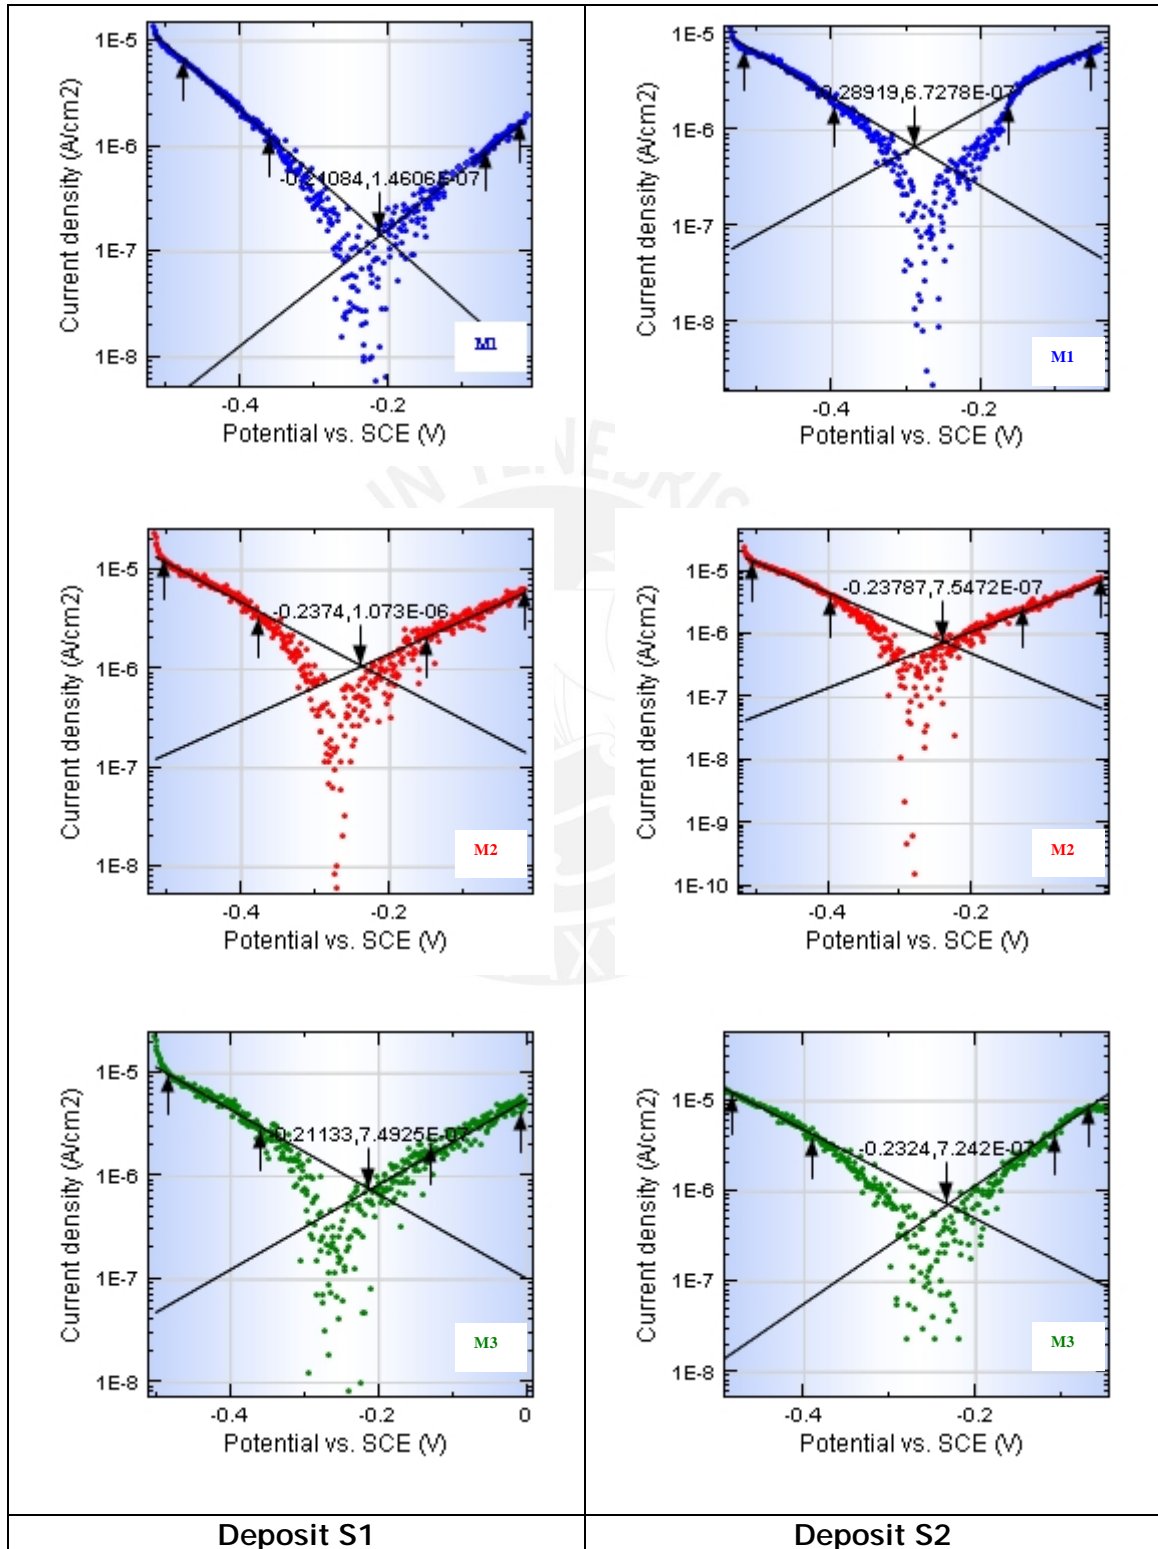 1E-5
1E-6
1E-7
1E-8
Current density (A/cm2)
-0.21084,1.4606E-07
M1
-0.4
-0.2
Potential vs. SCE (V)
1E-5
1E-6
1E-7
1E-8
Current density (A/cm2)
-0.28919,6.7278E-07
M1
-0.4
-0.2
Potential vs. SCE (V)
IN TENEBRIS
1E-5
1E-6
1E-7
1E-8
Current density (A/cm2)
-0.2374,1.073E-06
M2
-0.4
-0.2
Potential vs. SCE (V)
1E-5
1E-6
1E-7
1E-8
1E-9
1E-10
Current density (A/cm2)
-0.23787,7.5472E-07
M2
-0.4
-0.2
Potential vs. SCE (V)
X
1E-5
1E-6
1E-7
1E-8
Current density (A/cm2)
-0.21133,7.4925E-07
M3
-0.4
-0.2
0
Potential vs. SCE (V)
1E-5
1E-6
1E-7
1E-8
Current density (A/cm2)
-0.2324,7.242E-07
M3
-0.4
-0.2
Potential vs. SCE (V)
Deposit S1
Deposit S2